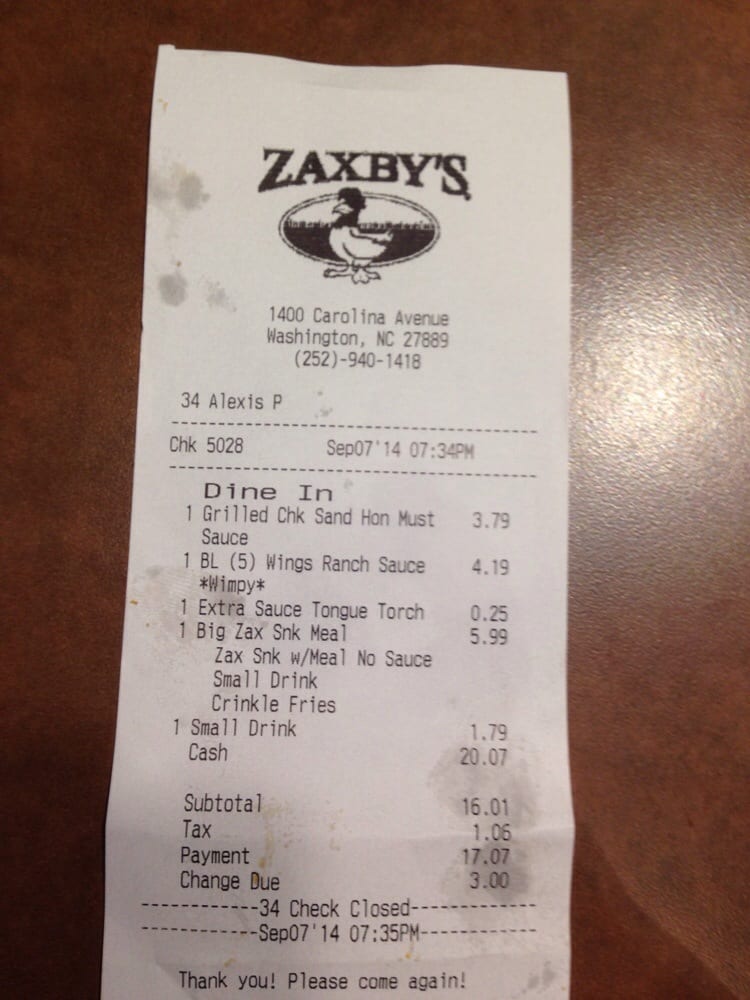 ZAXBY'S
1400 Carolina Avenue
Washington, NC 27889
(252)-940-1418
34 Alexis P
Chk 5028 Sep07'14 07:34PM
Dine In
1 Grilled Chk Sand Hon Must 3.79
Sauce
1 BL (5) Wings Ranch Sauce 4.19
*Wimpy*
1 Extra Sauce Tongue Torch 0.25
1 Big Zax Snk Meal 5.99
Zax Snk w/Meal No Sauce
Small Drink
Crinkle Fries
1 Small Drink 1.79
Cash 20.07
Subtotal 16.01
Tax 1.06
Payment 17.07
Change Due 3.00
------------34 Check Closed------------
------------Sep07'14 07:35PM------------
Thank you! Please come again!